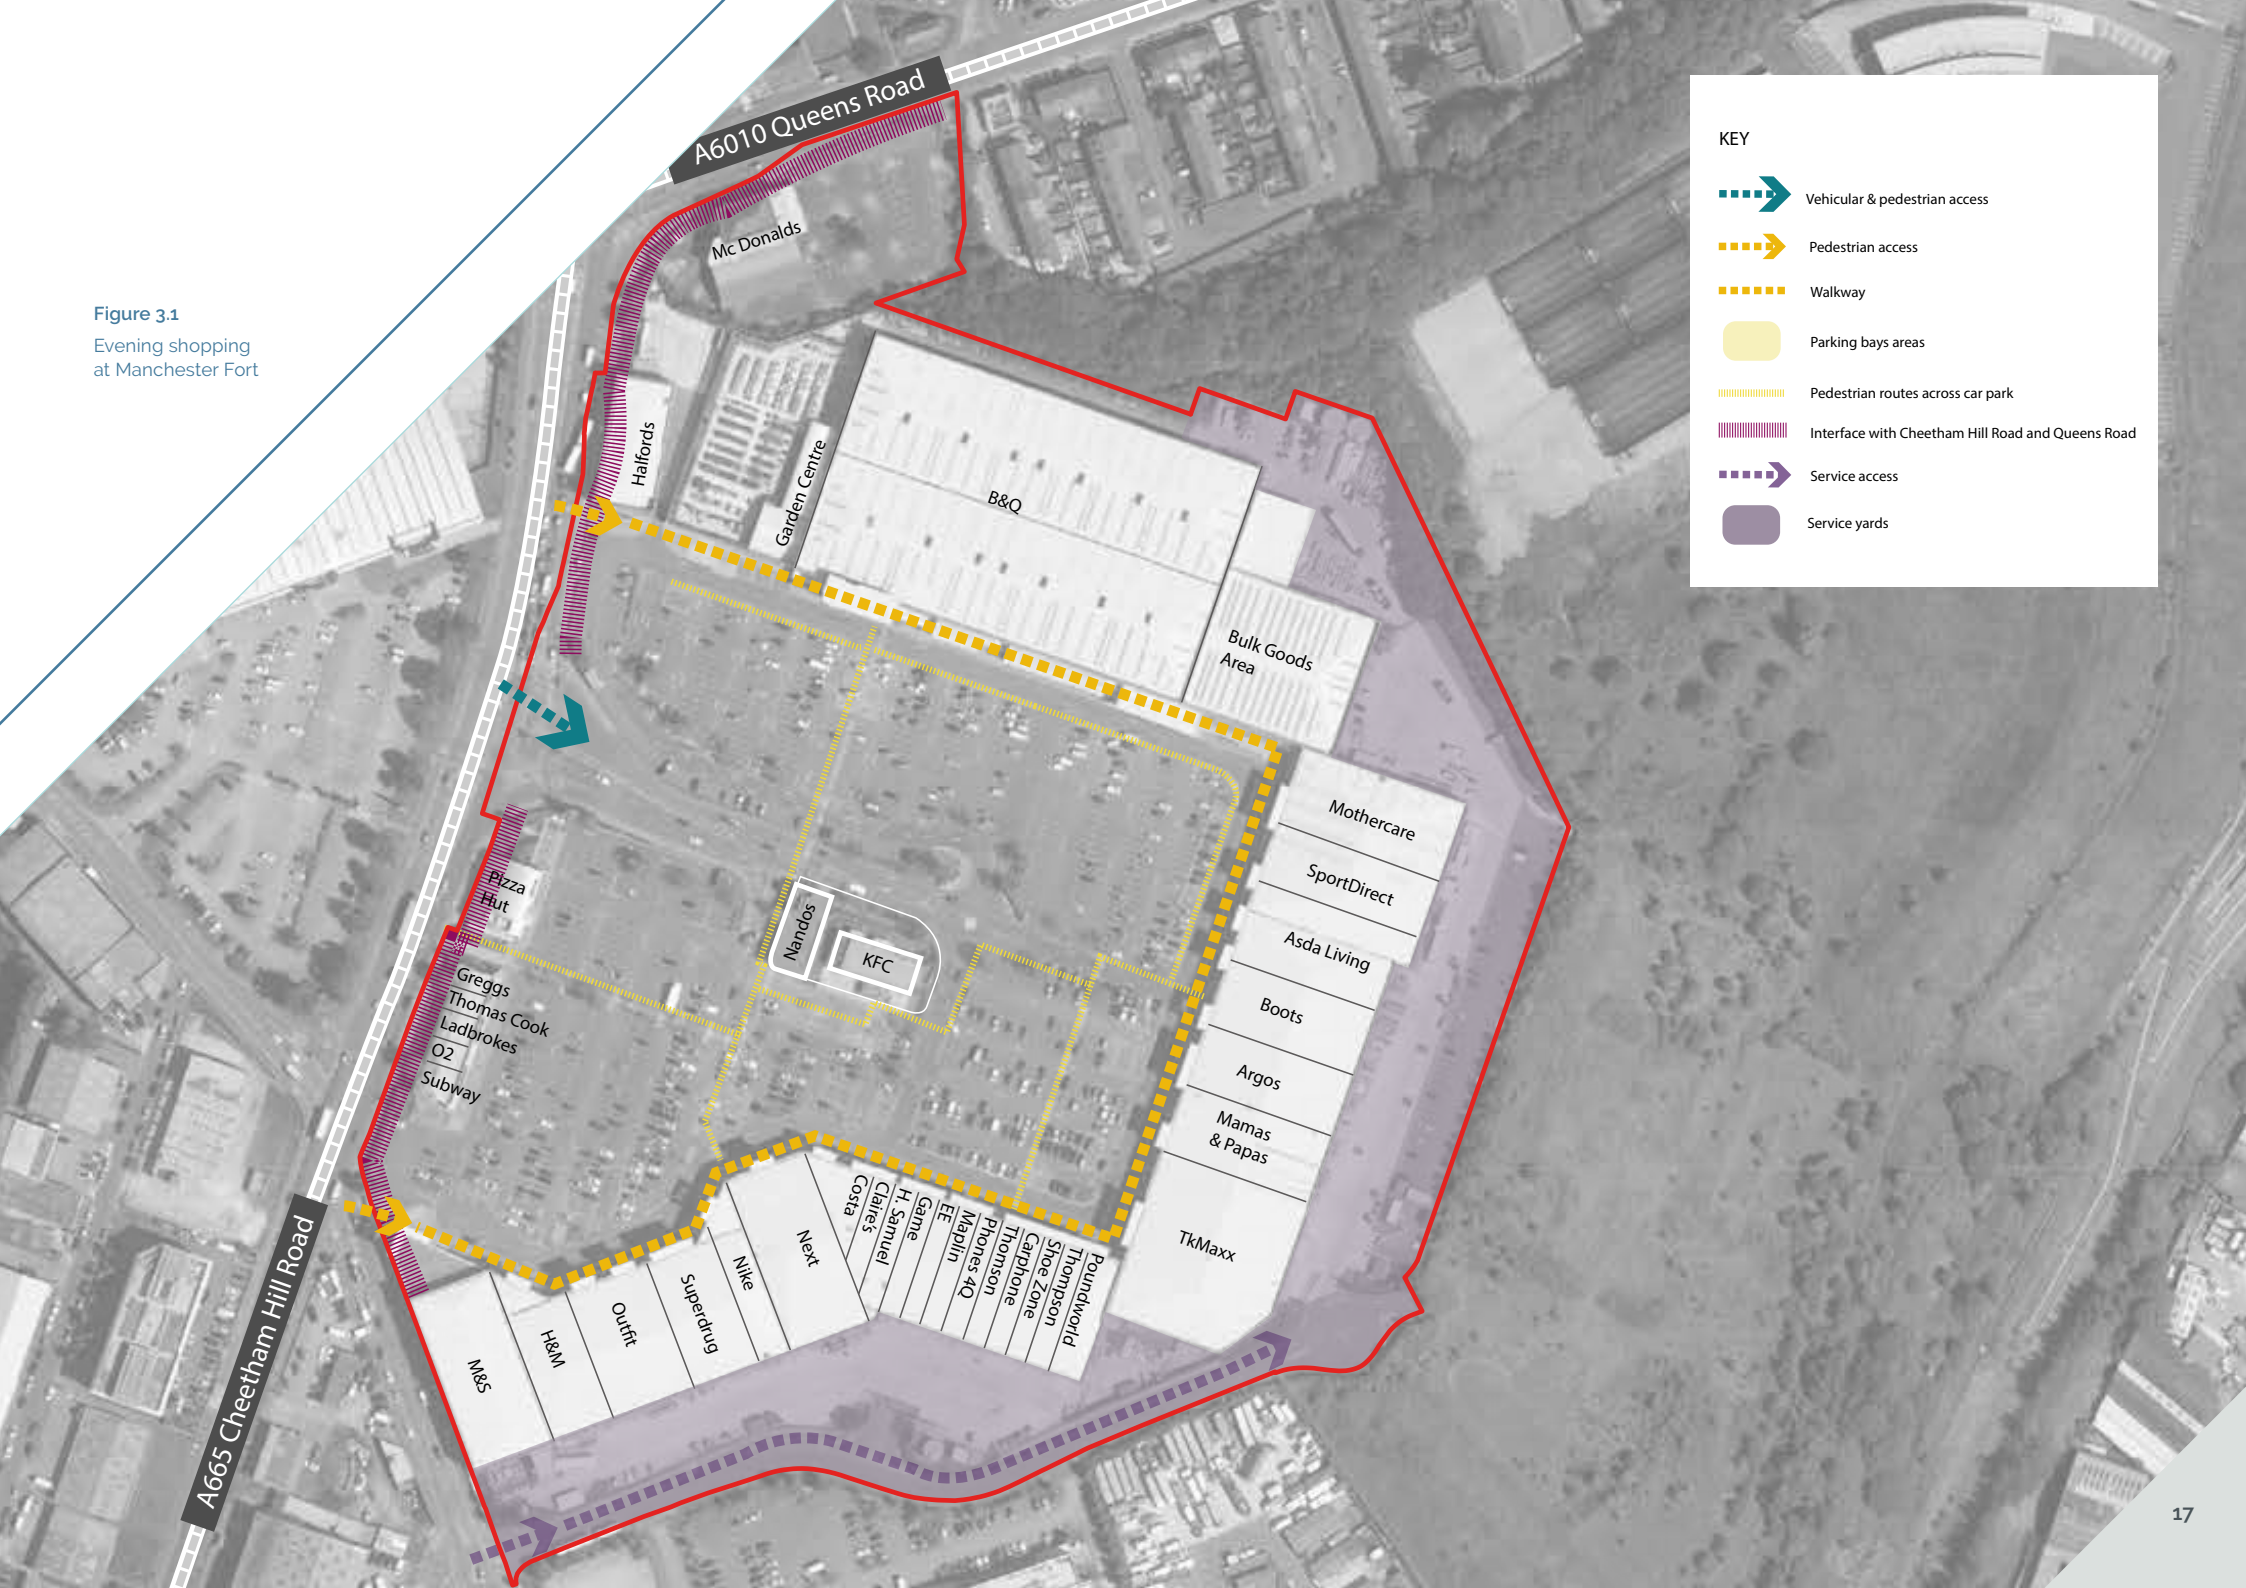 Figure 3.1
Evening shopping
at Manchester Fort
A6010 Queens Road
Mc Donalds
Halfords
Garden Centre
B&Q
Bulk Goods
Area
Mothercare
SportDirect
Asda Living
Boots
Argos
Mamas
& Papas
TkMaxx
Pizza
Hut
Nandos
KFC
Greggs
Thomas Cook
Ladbrokes
O2
Subway
M&S
H&M
Outfit
Superdrug
Nike
Next
Costa
Claire's
H. Samuel
Game
EE
Maplin
Phones 4Q
Thomson
Carphone
Shoe Zone
Thompson
Poundworld
A665 Cheetham Hill Road
KEY
Vehicular & pedestrian access
Pedestrian access
Walkway
Parking bays areas
Pedestrian routes across car park
Interface with Cheetham Hill Road and Queens Road
Service access
Service yards
17